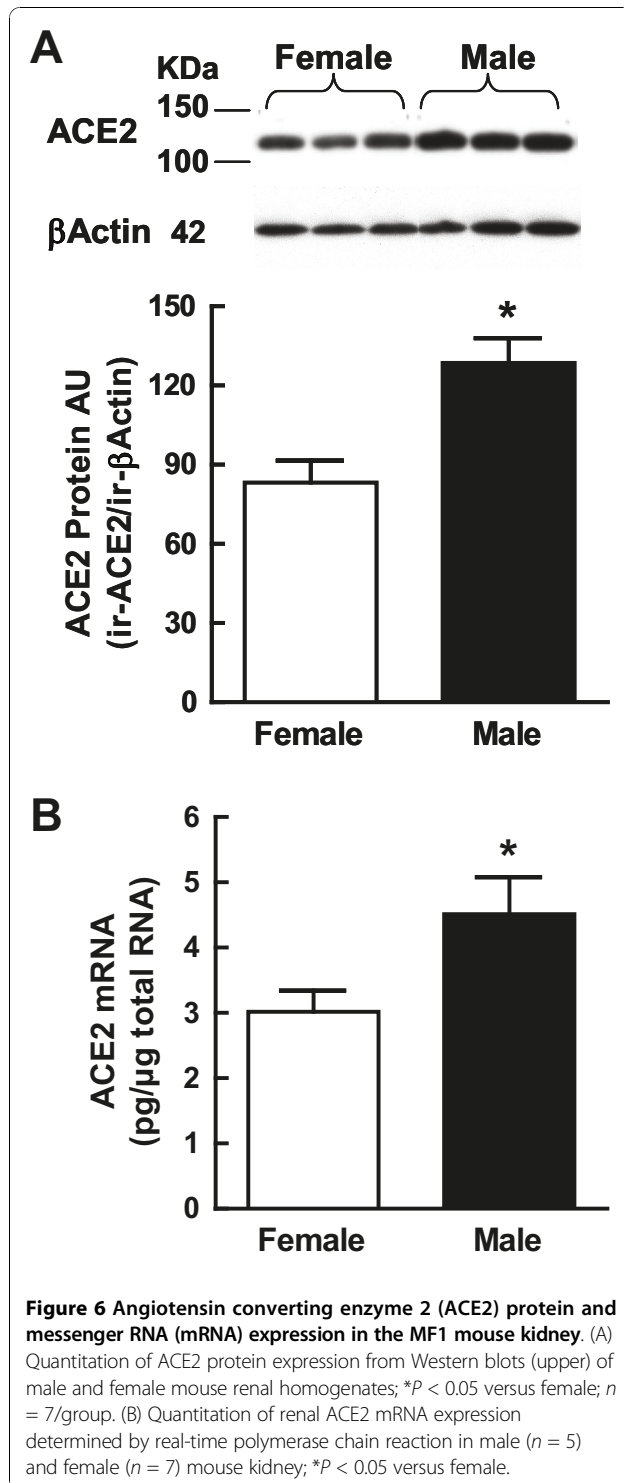 A
KDa
Female
Male
150
ACE2
100
βActin 42
150
120
90
60
30
0
ACE2 Protein AU
(ir-ACE2/ir-βActin)
*
Female
Male
B
6
5
4
3
2
1
0
ACE2 mRNA
(pg/µg total RNA)
*
Female
Male
Figure 6 Angiotensin converting enzyme 2 (ACE2) protein and
messenger RNA (mRNA) expression in the MF1 mouse kidney. (A)
Quantitation of ACE2 protein expression from Western blots (upper) of
male and female mouse renal homogenates; *P < 0.05 versus female; n
= 7/group. (B) Quantitation of renal ACE2 mRNA expression
determined by real-time polymerase chain reaction in male (n = 5)
and female (n = 7) mouse kidney; *P < 0.05 versus female.